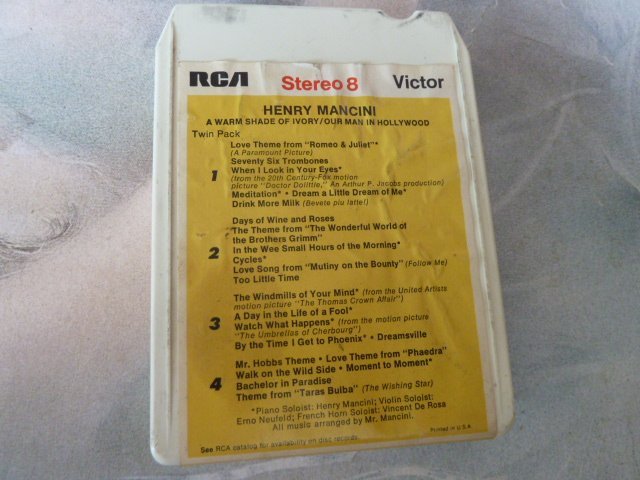 RCA Stereo 8 Victor
HENRY MANCINI
A WARM SHADE OF IVORY/OUR MAN IN HOLLYWOOD
Twin Pack
1
Love Theme from "Romeo & Juliet"*
(A Paramount Picture)
Seventy Six Trombones
When I Look in Your Eyes*
(from the 20th Century-Fox motion
picture "Doctor Dolittle," An Arthur P. Jacobs production)
Meditation* • Dream a Little Dream of Me*
Drink More Milk (Bevete piu latte!)
2
Days of Wine and Roses
The Theme from "The Wonderful World of
the Brothers Grimm"
In the Wee Small Hours of the Morning*
Cycles*
Love Song from "Mutiny on the Bounty" (Follow Me)
Too Little Time
3
The Windmills of Your Mind* (from the United Artists
motion picture "The Thomas Crown Affair")
A Day in the Life of a Fool*
Watch What Happens* (from the motion picture
"The Umbrellas of Cherbourg")
By the Time I Get to Phoenix* • Dreamsville
4
Mr. Hobbs Theme • Love Theme from "Phaedra"
Walk on the Wild Side • Moment to Moment*
Bachelor in Paradise
Theme from "Taras Bulba" (The Wishing Star)
*Piano Soloist: Henry Mancini; Violin Soloist:
Erno Neufeld; French Horn Soloist: Vincent De Rosa
All music arranged by Mr. Mancini.
See RCA catalog for availability on disc records.
Printed in U.S.A.